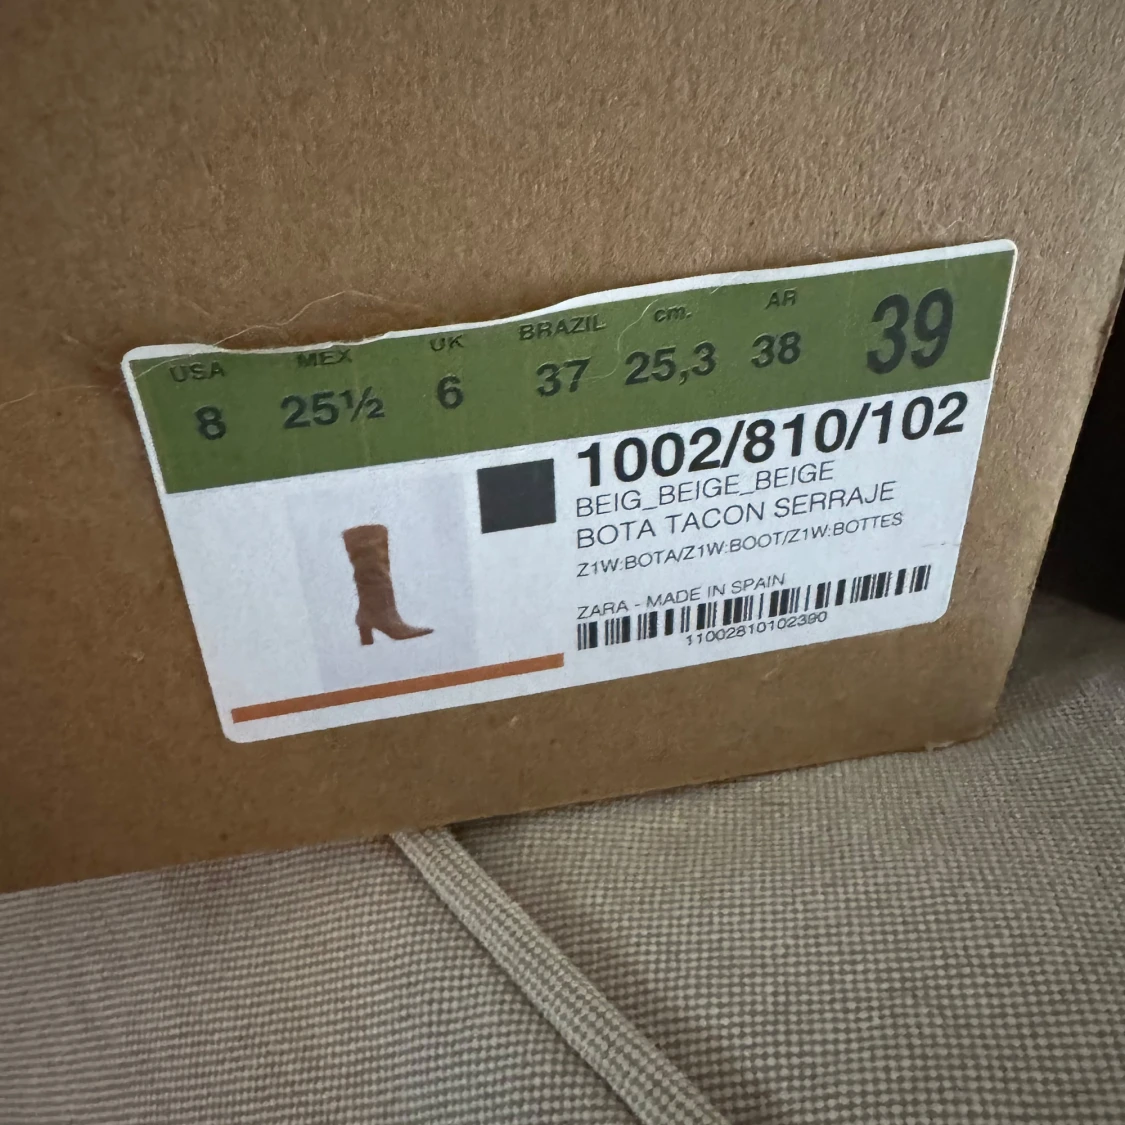 USA MEX UK BRAZIL cm. AR
8 25½ 6 37 25,3 38 39
1002/810/102
BEIG_BEIGE_BEIGE
BOTA TACON SERRAJE
Z1W:BOTA/Z1W:BOOT/Z1W:BOTTES
ZARA - MADE IN SPAIN
11002810102390